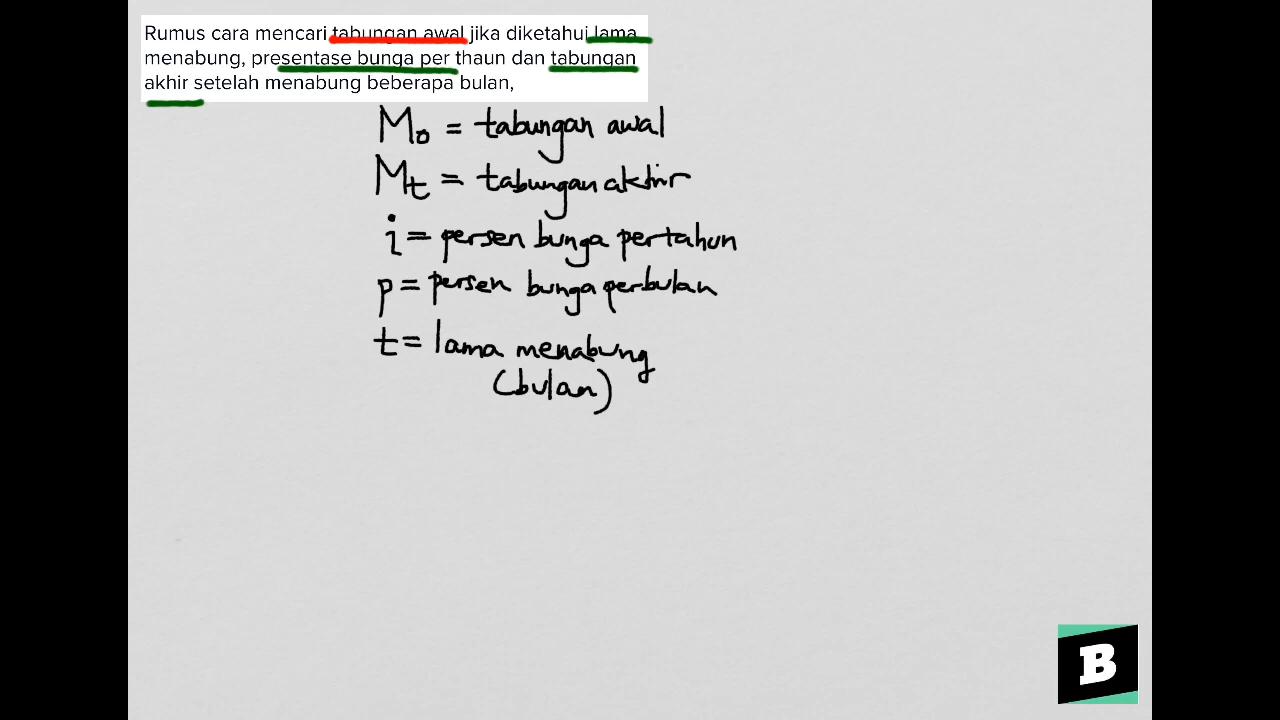 Rumus cara mencari tabungan awal jika diketahui lama
menabung, presentase bunga per thaun dan tabungan
akhir setelah menabung beberapa bulan,
M₀ = tabungan awal
Mt = tabungan akhir
i = persen bunga pertahun
p = persen bunga perbulan
t = lama menabung
(bulan)
B